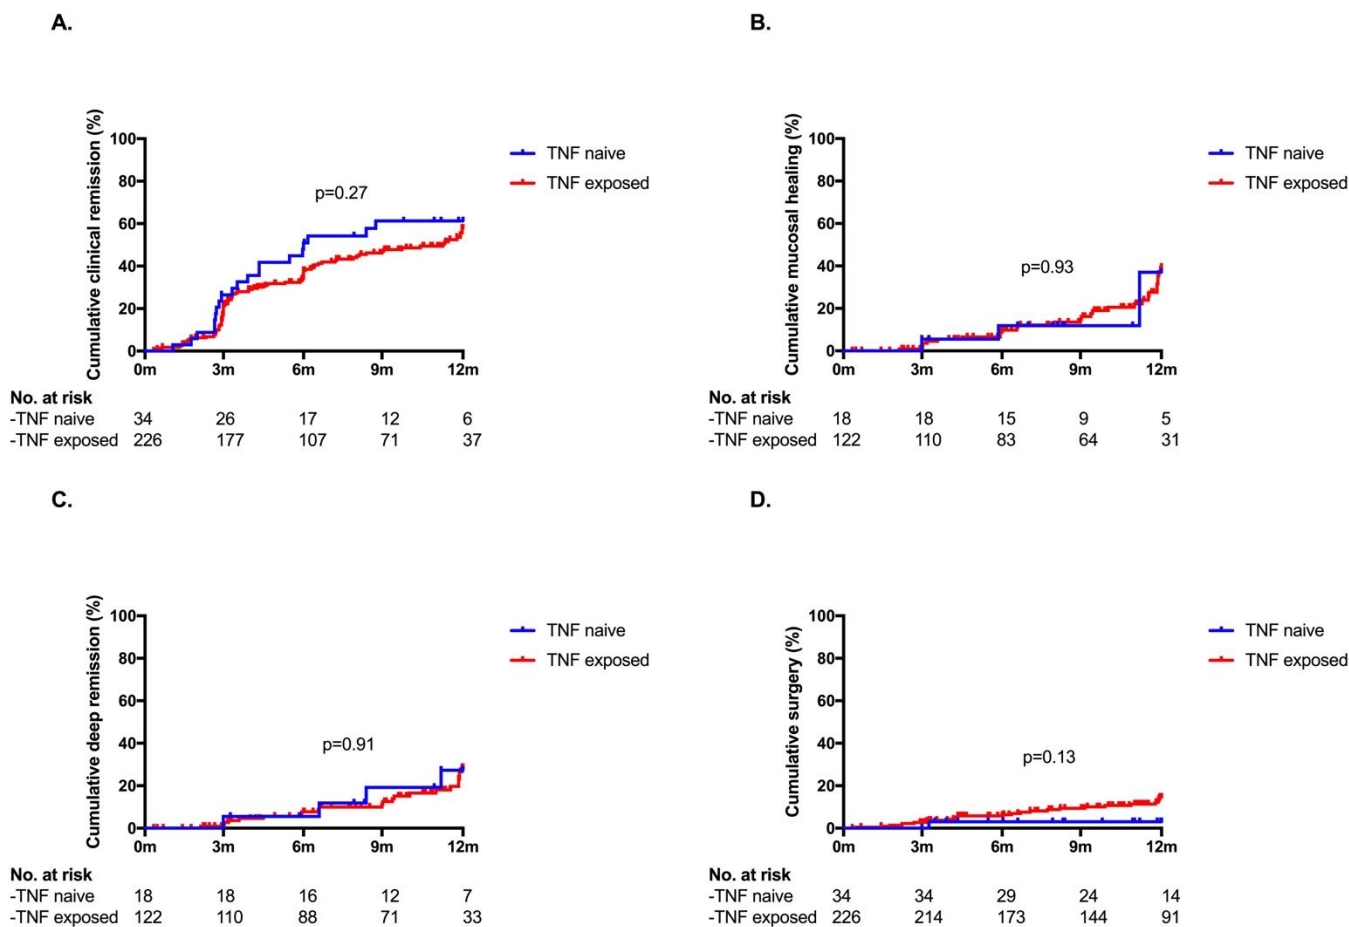 A.
Cumulative clinical remission (%)
100
80
60
40
20
0
p=0.27
TNF naive
TNF exposed
0m 3m 6m 9m 12m
No. at risk
-TNF naive 34 26 17 12 6
-TNF exposed 226 177 107 71 37
B.
Cumulative mucosal healing (%)
100
80
60
40
20
0
p=0.93
TNF naive
TNF exposed
0m 3m 6m 9m 12m
No. at risk
-TNF naive 18 18 15 9 5
-TNF exposed 122 110 83 64 31
C.
Cumulative deep remission (%)
100
80
60
40
20
0
p=0.91
TNF naive
TNF exposed
0m 3m 6m 9m 12m
No. at risk
-TNF naive 18 18 16 12 7
-TNF exposed 122 110 88 71 33
D.
Cumulative surgery (%)
100
80
60
40
20
0
p=0.13
TNF naive
TNF exposed
0m 3m 6m 9m 12m
No. at risk
-TNF naive 34 34 29 24 14
-TNF exposed 226 214 173 144 91